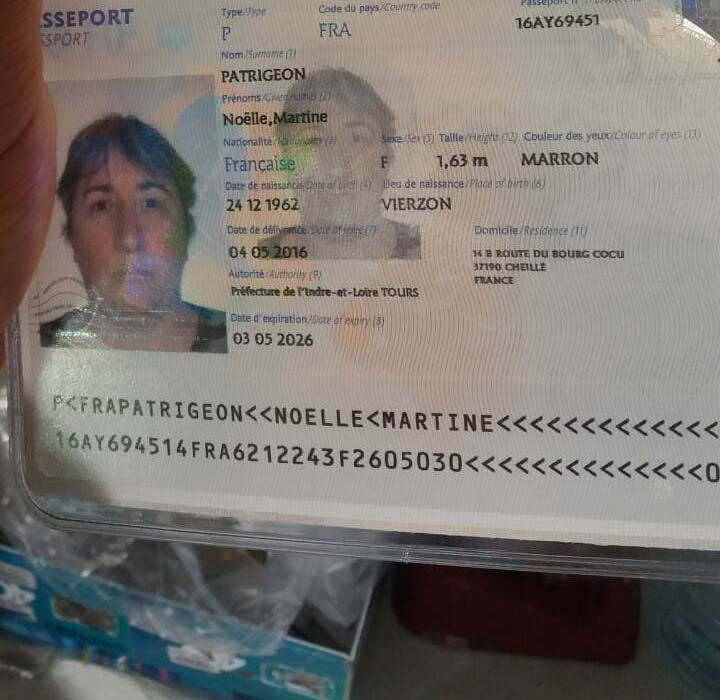 SSEPORT
SPORT
Type/Type
Code du pays/Country code
P
FRA
16AY69451
Nom/Surname (1)
PATRIGEON
Prénoms/Given names (2)
Noëlle,Martine
Nationalité/Nationality (3) Sexe/Sex (5) Taille/Height (12) Couleur des yeux/Colour of eyes (13)
Française F 1,63 m MARRON
Date de naissance/Date of birth (4) Lieu de naissance/Place of birth (6)
24 12 1962 VIERZON
Date de délivrance/Date of issue (7) Domicile/Residence (11)
04 05 2016
14 B ROUTE DU BOURG COCU
37190 CHEILLE
FRANCE
Autorité/Authority (9)
Préfecture de l'Indre-et-Loire TOURS
Date d'expiration/Date of expiry (8)
03 05 2026
P<FRAPATRIGEON<<NOELLE<MARTINE<<<<<<<<<<<<<
16AY694514FRA6212243F2605030<<<<<<<<<<<<<<0